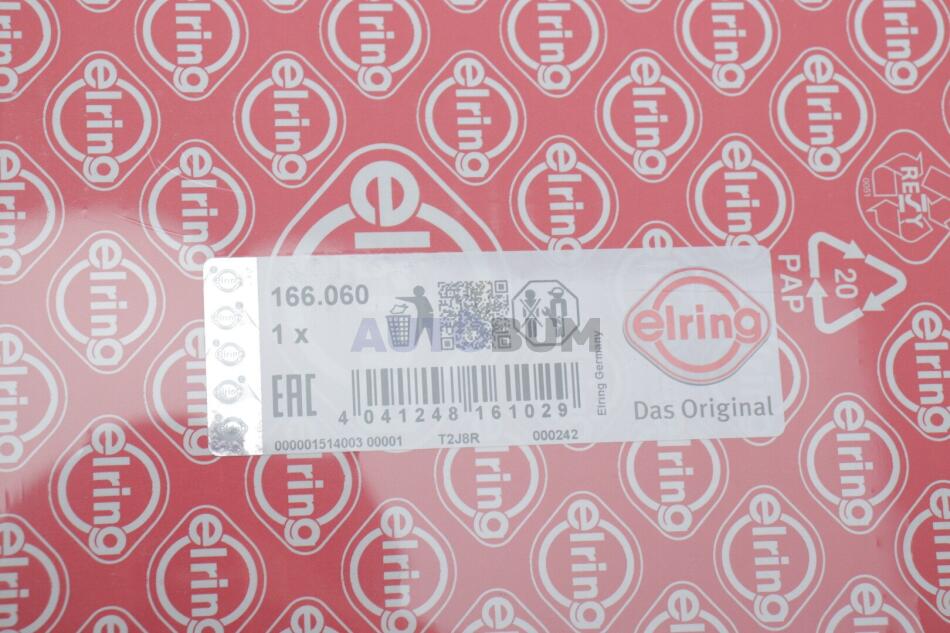 166.060
1 x
AUTOBUM
EAC
4 041248 161029
Elring Germany
000001514003 00001 T2J8R 000242
elring
Das Original
20
PAP
REZY
elring